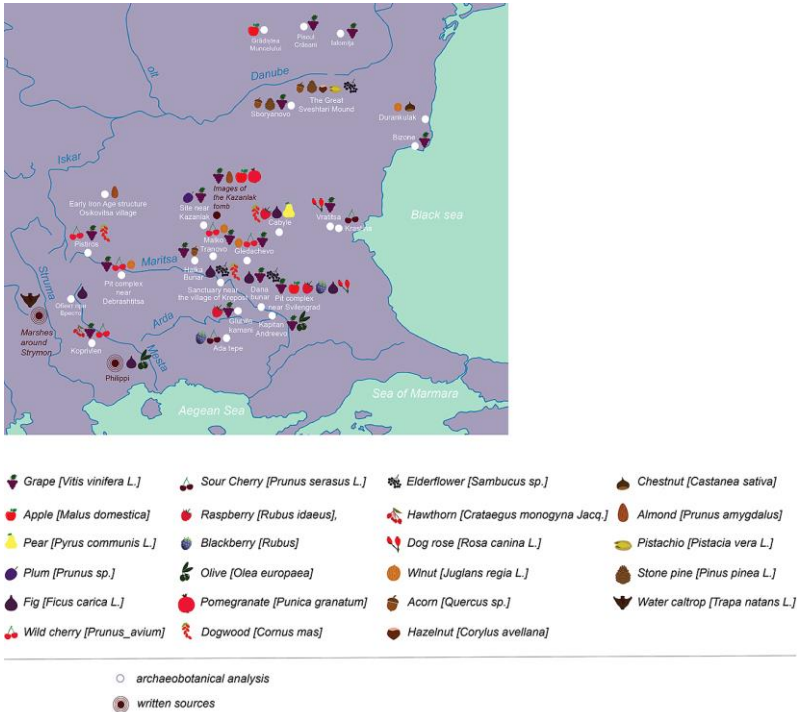 Grădiștea
Muncelului
Piscul
Crăsani
Ialomița
olt
Danube
Sboryanovo
The Great
Sveshtari Mound
Durankulak
Bizone
Iskar
Early Iron Age structure
Osikovitsa village
Site near
Kazanlak
Images of
the Kazanlak
tomb
Cabyle
Vratitsa
Krastina
Black sea
Pistiros
Maritsa
Malko
Tranovo
Gledachevo
Pit complex
near
Debrashtitsa
Halka
Bunar
Sanctuary near
the village of Krepost
Dana
bunar
Pit complex
near Svilengrad
Struma
Marshes
around
Strymon
Arda
Gluhite
kameni
Kapitan
Andreevo
Koprivlen
Mesta
Ada tepe
Philippi
Aegean Sea
Sea of Marmara
Grape [Vitis vinifera L.]
Sour Cherry [Prunus serasus L.]
Elderflower [Sambucus sp.]
Chestnut [Castanea sativa]
Apple [Malus domestica]
Raspberry [Rubus idaeus],
Hawthorn [Crataegus monogyna Jacq.]
Almond [Prunus amygdalus]
Pear [Pyrus communis L.]
Blackberry [Rubus]
Dog rose [Rosa canina L.]
Pistachio [Pistacia vera L.]
Plum [Prunus sp.]
Olive [Olea europaea]
Wlnut [Juglans regia L.]
Stone pine [Pinus pinea L.]
Fig [Ficus carica L.]
Pomegranate [Punica granatum]
Acorn [Quercus sp.]
Water caltrop [Trapa natans L.]
Wild cherry [Prunus_avium]
Dogwood [Cornus mas]
Hazelnut [Corylus avellana]
archaeobotanical analysis
written sources